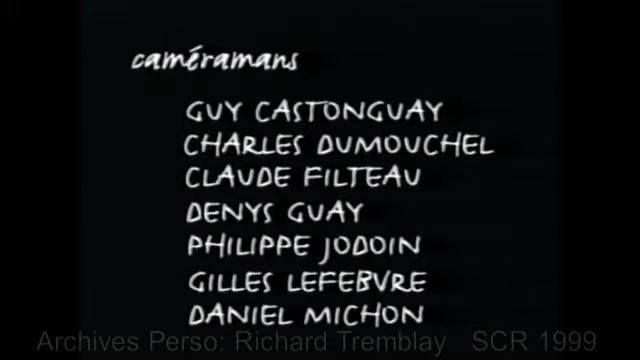 caméramans
GUY CASTONGUAY
CHARLES DUMOUCHEL
CLAUDE FILTEAU
DENYS GUAY
PHILIPPE JODOIN
GILLES LEFEBVRE
DANIEL MICHON
Archives Perso: Richard Tremblay SCR 1999